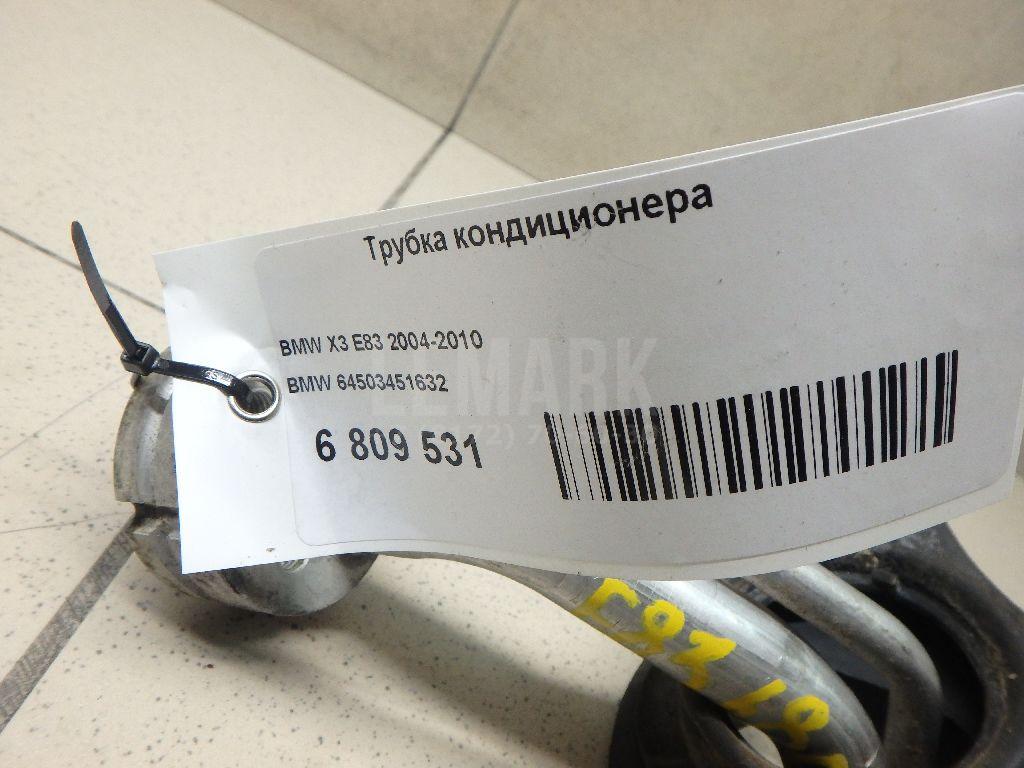 Трубка кондиционера
BMW X3 E83 2004-2010
BMW 64503451632
6 809 531